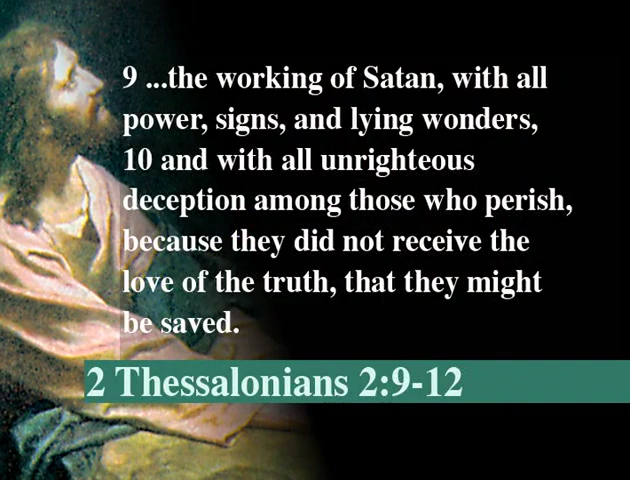 9 ...the working of Satan, with all
power, signs, and lying wonders,
10 and with all unrighteous
deception among those who perish,
because they did not receive the
love of the truth, that they might
be saved.
2 Thessalonians 2:9-12